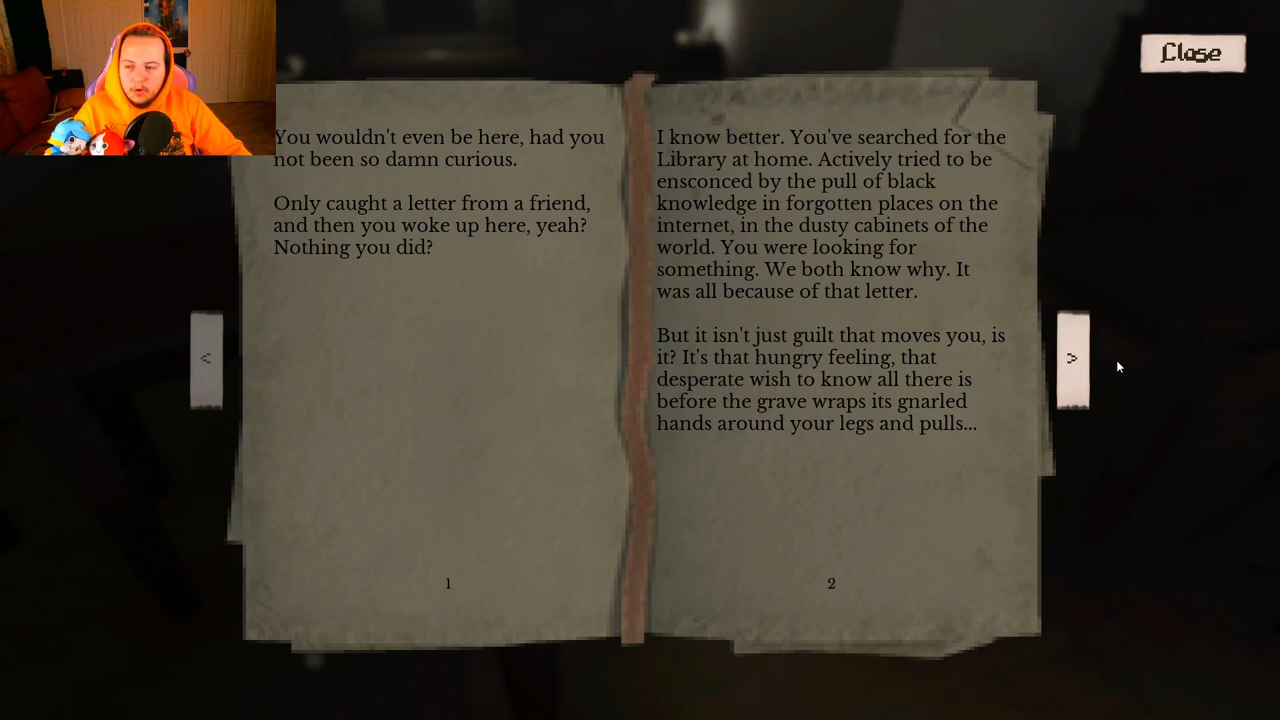 Close
You wouldn't even be here, had you
not been so damn curious.
Only caught a letter from a friend,
and then you woke up here, yeah?
Nothing you did?
1
I know better. You've searched for the
Library at home. Actively tried to be
ensconced by the pull of black
knowledge in forgotten places on the
internet, in the dusty cabinets of the
world. You were looking for
something. We both know why. It
was all because of that letter.
But it isn't just guilt that moves you, is
it? It's that hungry feeling, that
desperate wish to know all there is
before the grave wraps its gnarled
hands around your legs and pulls...
2
<
>